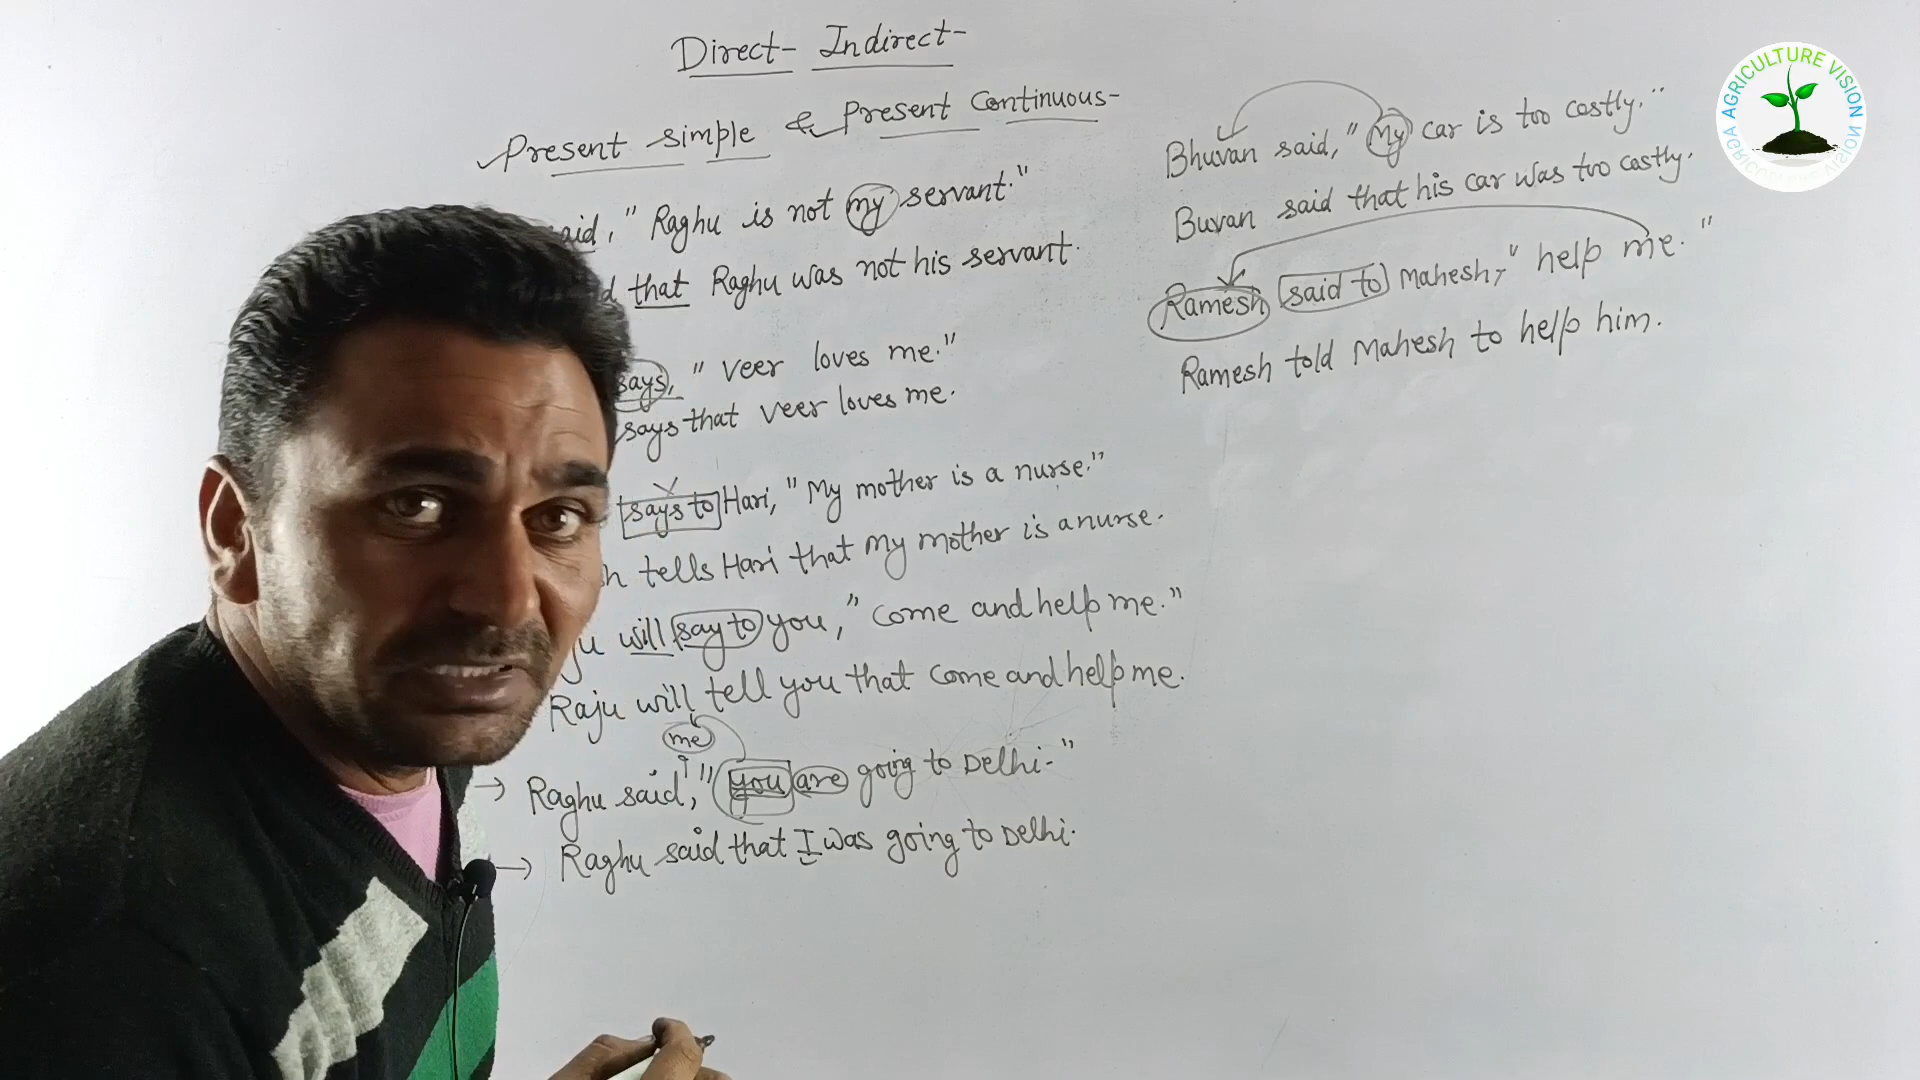 Direct- Indirect-
Present simple & Present Continuous-
said, " Raghu is not my servant."
that Raghu was not his servant.
says, " Veer loves me."
says that Veer loves me.
says to Hari, "My mother is a nurse."
tells Hari that my mother is a nurse.
will say to you, " Come and help me."
Raju will tell you that come and help me.
me
→ Raghu said, " you are going to Delhi-"
→ Raghu said that I was going to Delhi.
Bhuvan said, " My car is too costly."
Buvan said that his car was too costly.
Ramesh said to Mahesh, " help me. "
Ramesh told Mahesh to help him.
AGRICULTURE VISION
AGRICULTURE VISION